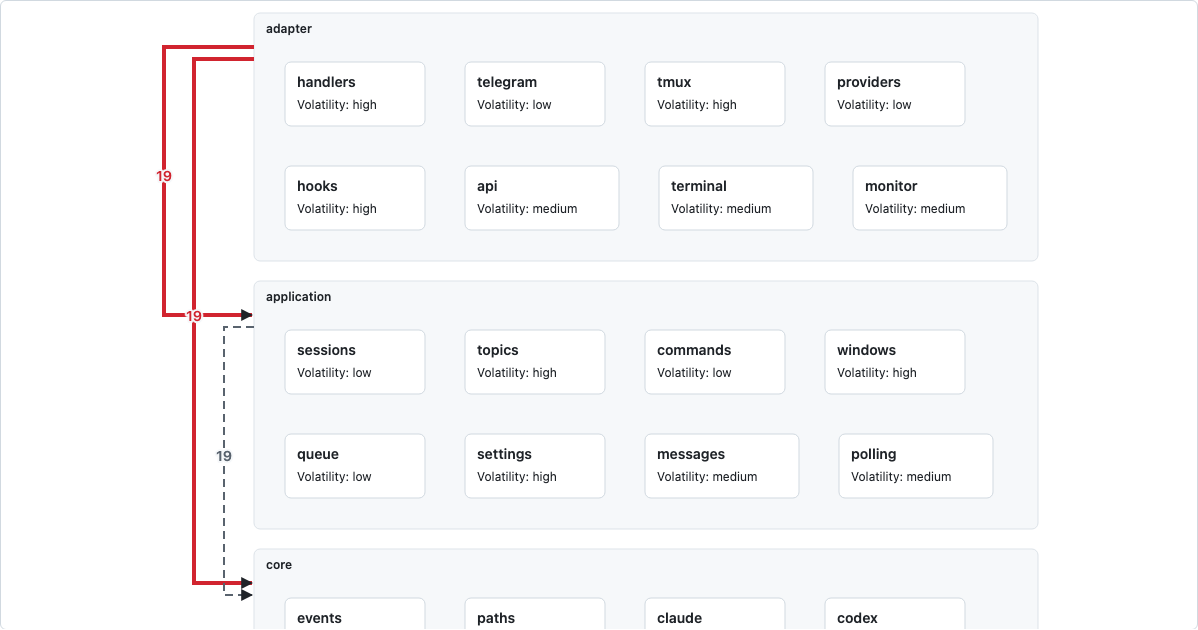 adapter
handlers
Volatility: high
telegram
Volatility: low
tmux
Volatility: high
providers
Volatility: low
19
hooks
Volatility: high
api
Volatility: medium
terminal
Volatility: medium
monitor
Volatility: medium
application
19
sessions
Volatility: low
topics
Volatility: high
commands
Volatility: low
windows
Volatility: high
19
queue
Volatility: low
settings
Volatility: high
messages
Volatility: medium
polling
Volatility: medium
core
events
paths
claude
codex